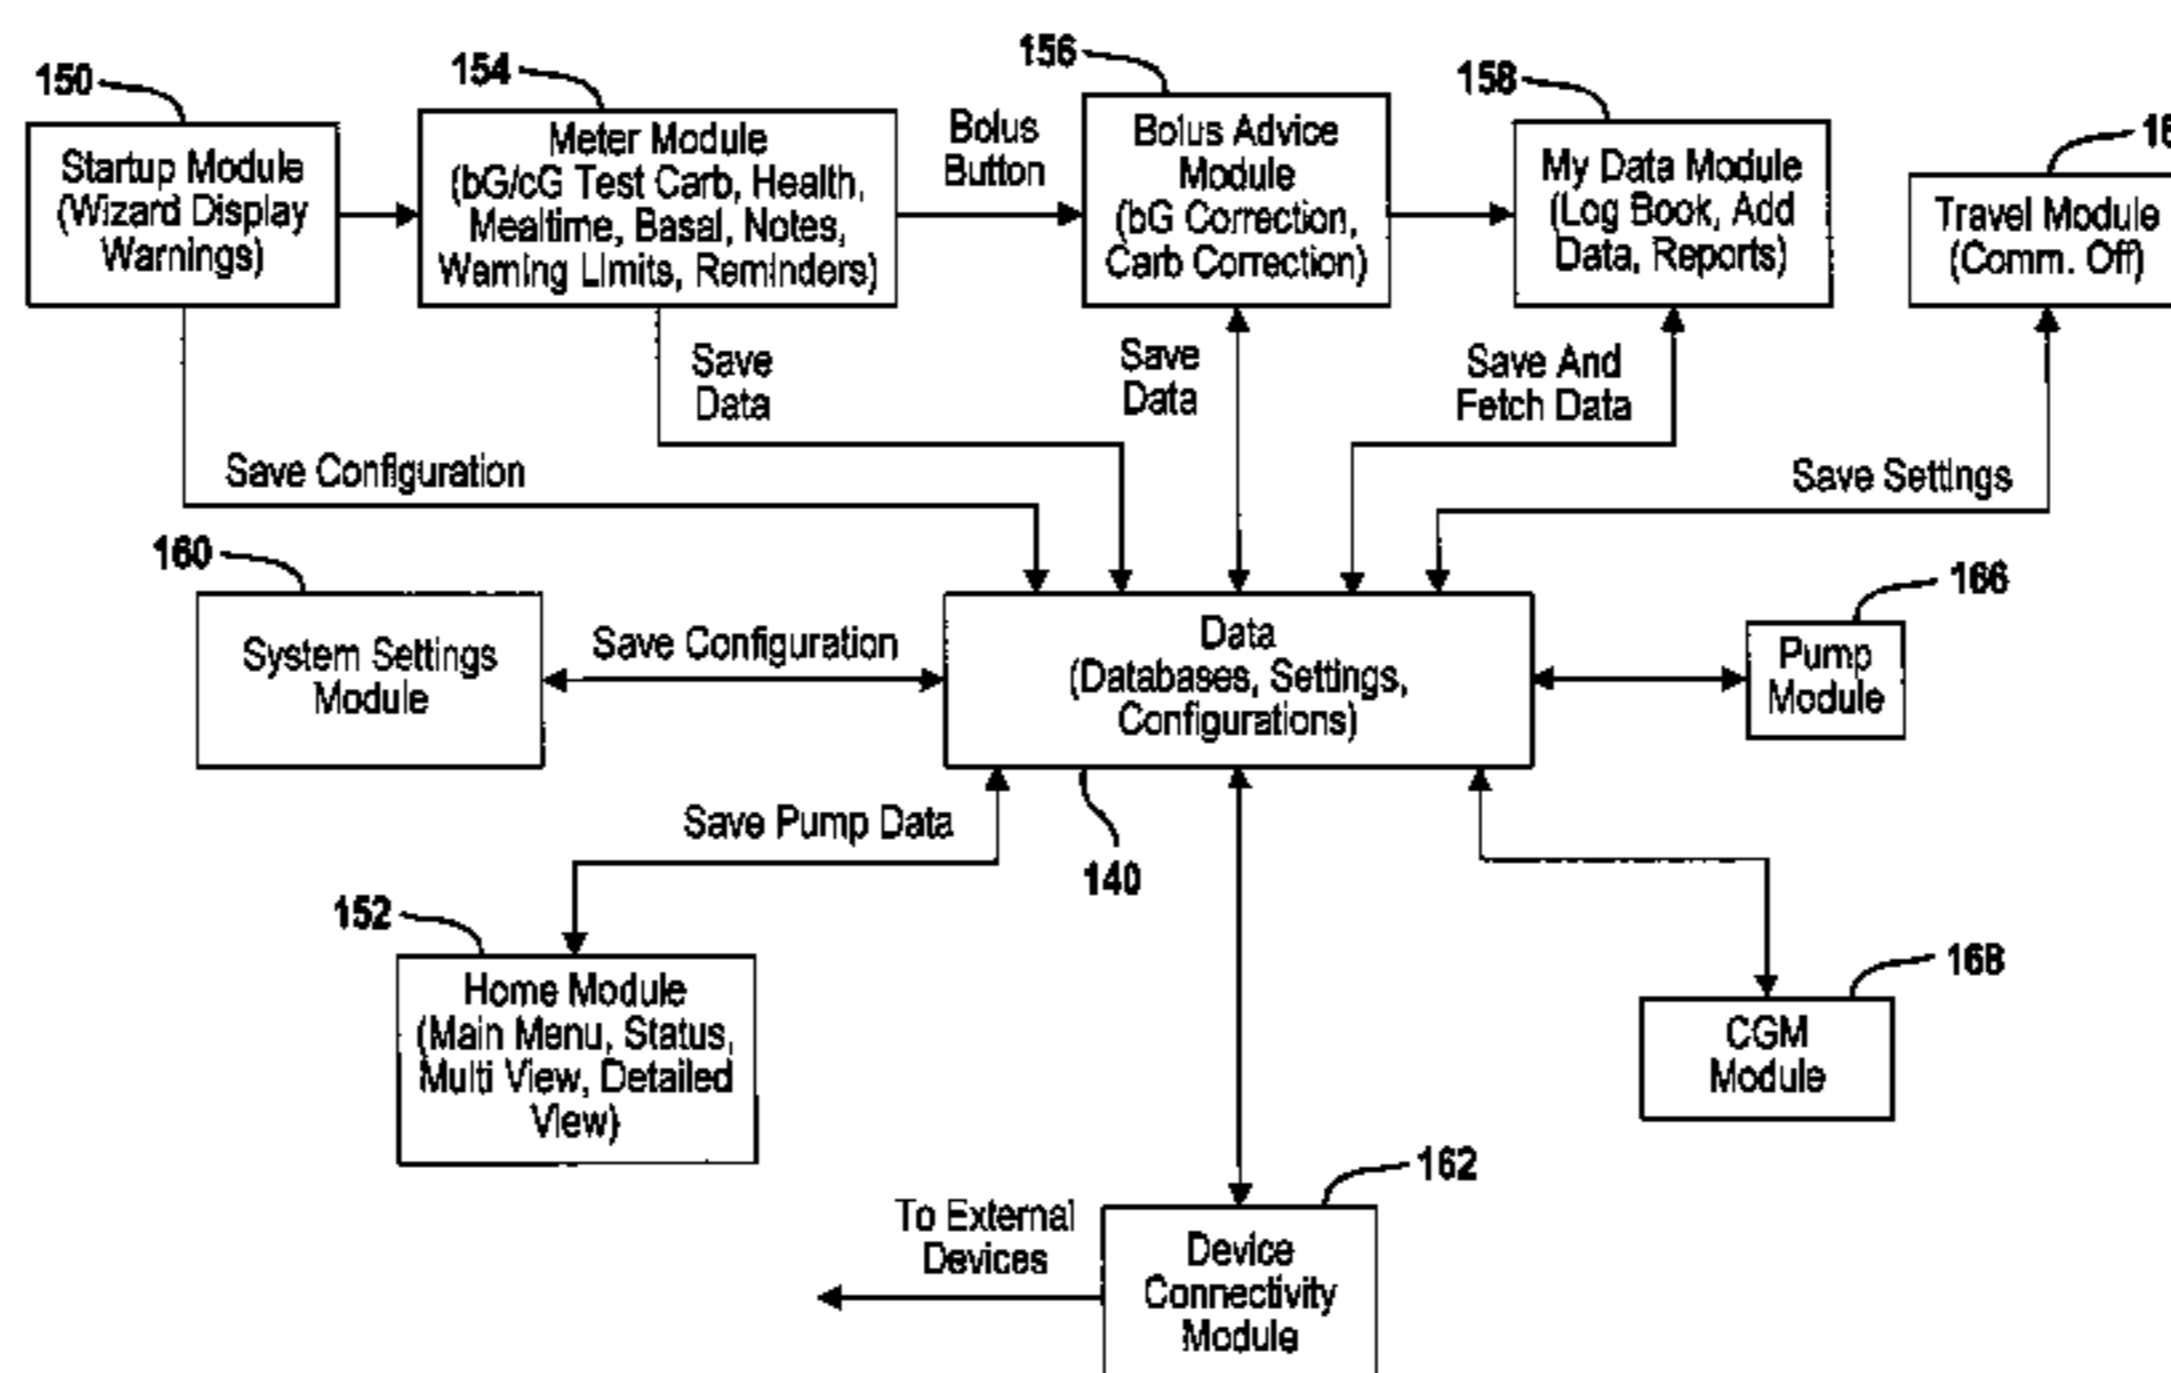 150
154
156
158
16
Startup Module
(Wizard Display
Warnings)
Meter Module
(bG/cG Test Carb, Health,
Mealtime, Basal, Notes,
Warning Limits, Reminders)
Bolus
Button
Bolus Advice
Module
(bG Correction,
Carb Correction)
My Data Module
(Log Book, Add
Data, Reports)
Travel Module
(Comm. Off)
Save
Data
Save
Data
Save And
Fetch Data
Save Configuration
Save Settings
160
166
System Settings
Module
Save Configuration
Data
(Databases, Settings,
Configurations)
Pump
Module
Save Pump Data
140
152
168
Home Module
(Main Menu, Status,
Multi View, Detailed
View)
CGM
Module
162
To External
Devices
Device
Connectivity
Module